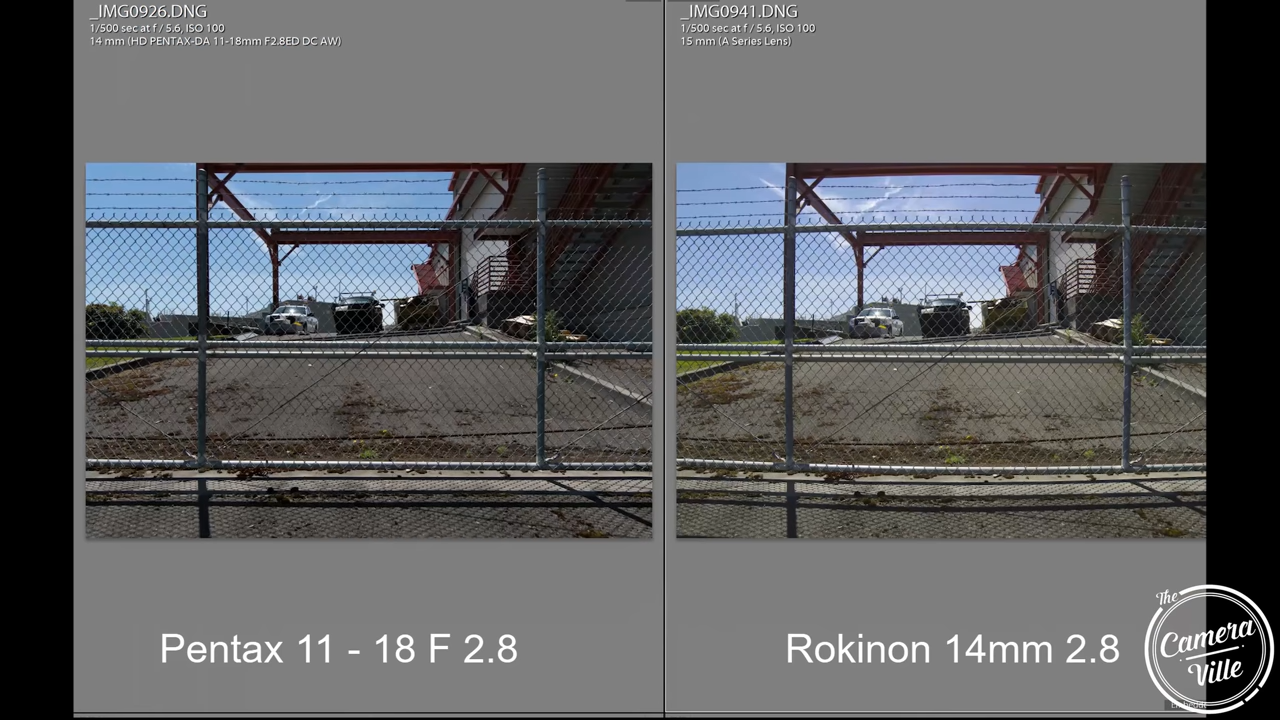 _IMG0926.DNG
1/500 sec at f / 5.6, ISO 100
14 mm (HD PENTAX-DA 11-18mm F2.8ED DC AW)
_IMG0941.DNG
1/500 sec at f / 5.6, ISO 100
15 mm (A Series Lens)
Pentax 11 - 18 F 2.8
Rokinon 14mm 2.8
The
Camera
Ville